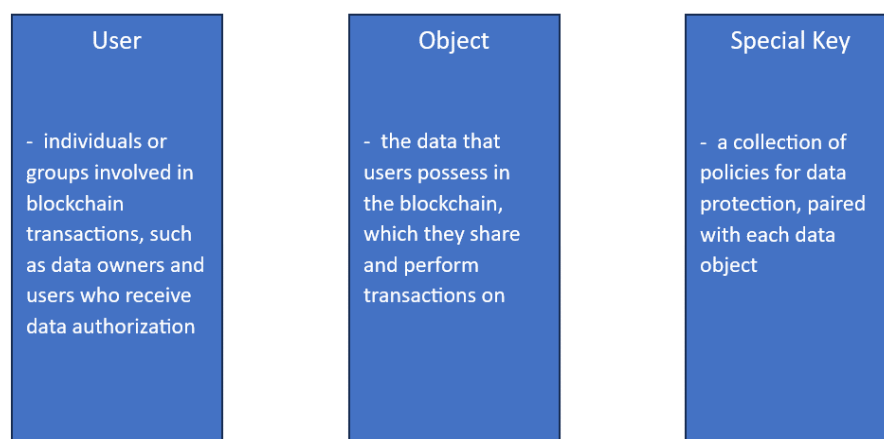 User
- individuals or
groups involved in
blockchain
transactions, such
as data owners and
users who receive
data authorization
Object
- the data that
users possess in
the blockchain,
which they share
and perform
transactions on
Special Key
- a collection of
policies for data
protection, paired
with each data
object